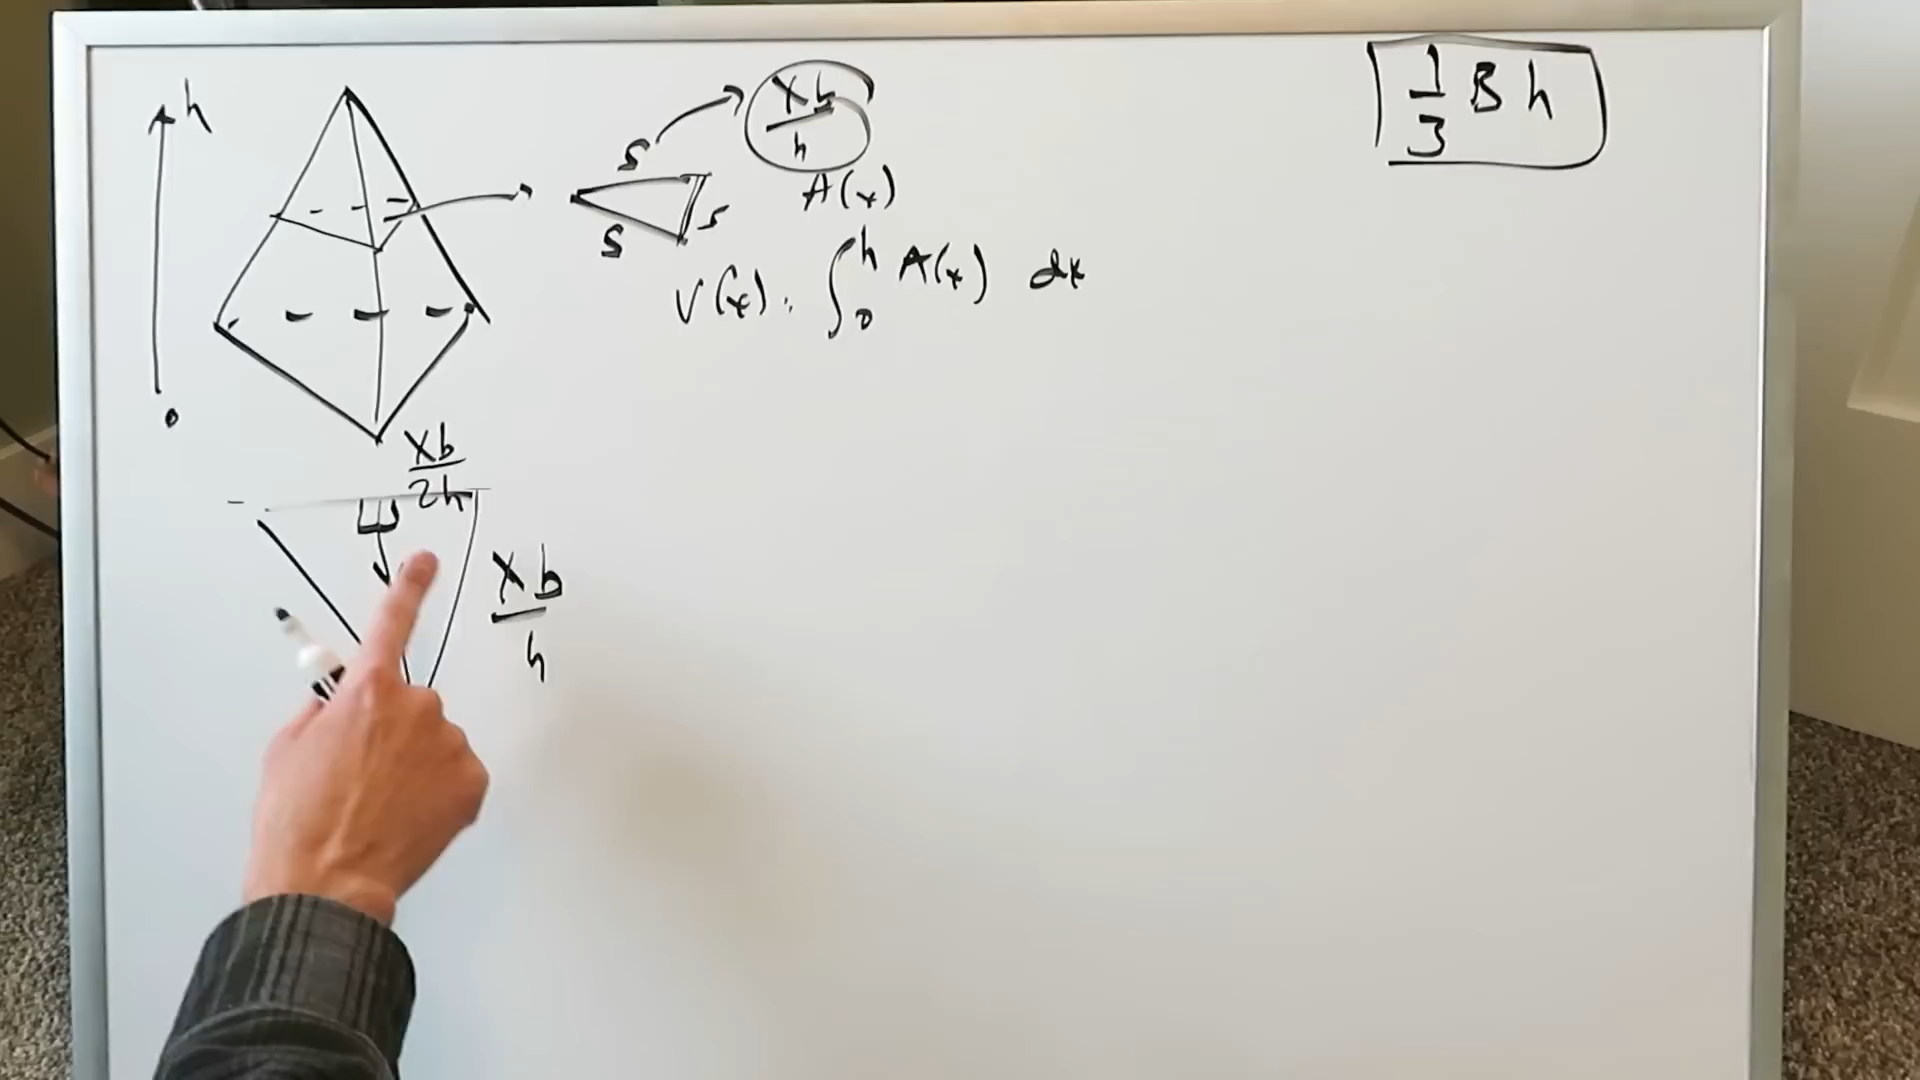 h
0
S
S
S
xb/h
A(x)
V(x) = ∫₀ʰ A(x) dx
1/3 B h
xb/2h
xb/h